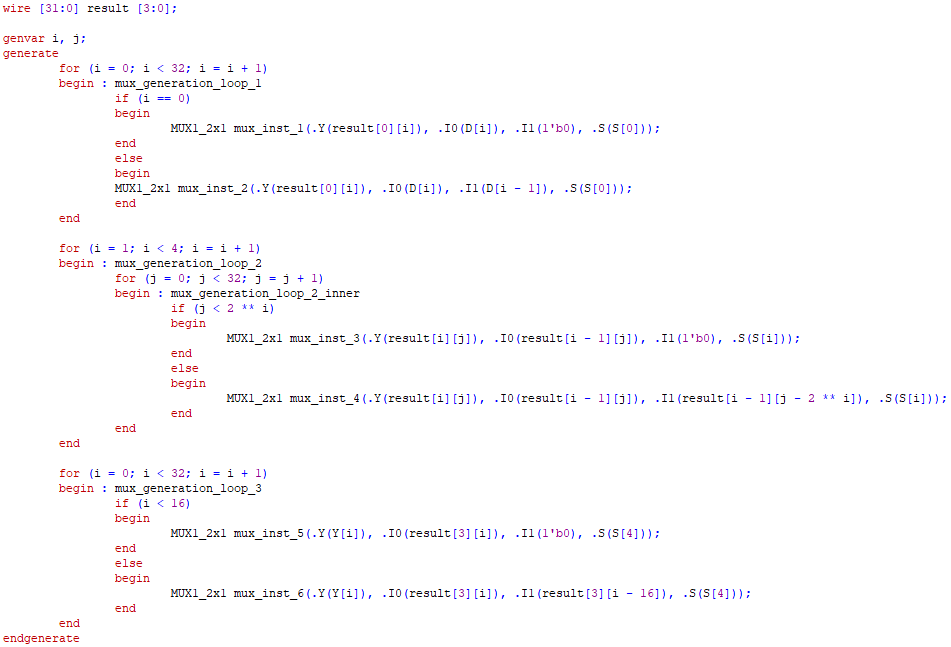 wire [31:0] result [3:0];

genvar i, j;
generate
        for (i = 0; i < 32; i = i + 1)
        begin : mux_generation_loop_1
                if (i == 0)
                begin
                        MUX1_2x1 mux_inst_1(.Y(result[0][i]), .I0(D[i]), .I1(1'b0), .S(S[0]));
                end
                else
                begin
                MUX1_2x1 mux_inst_2(.Y(result[0][i]), .I0(D[i]), .I1(D[i - 1]), .S(S[0]));
                end
        end

        for (i = 1; i < 4; i = i + 1)
        begin : mux_generation_loop_2
                for (j = 0; j < 32; j = j + 1)
                begin : mux_generation_loop_2_inner
                        if (j < 2 ** i)
                        begin
                                MUX1_2x1 mux_inst_3(.Y(result[i][j]), .I0(result[i - 1][j]), .I1(1'b0), .S(S[i]));
                        end
                        else
                        begin
                                MUX1_2x1 mux_inst_4(.Y(result[i][j]), .I0(result[i - 1][j]), .I1(result[i - 1][j - 2 ** i]), .S(S[i]));
                        end
                end
        end

        for (i = 0; i < 32; i = i + 1)
        begin : mux_generation_loop_3
                if (i < 16)
                begin
                        MUX1_2x1 mux_inst_5(.Y(Y[i]), .I0(result[3][i]), .I1(1'b0), .S(S[4]));
                end
                else
                begin
                        MUX1_2x1 mux_inst_6(.Y(Y[i]), .I0(result[3][i]), .I1(result[3][i - 16]), .S(S[4]));
                end
        end
endgenerate